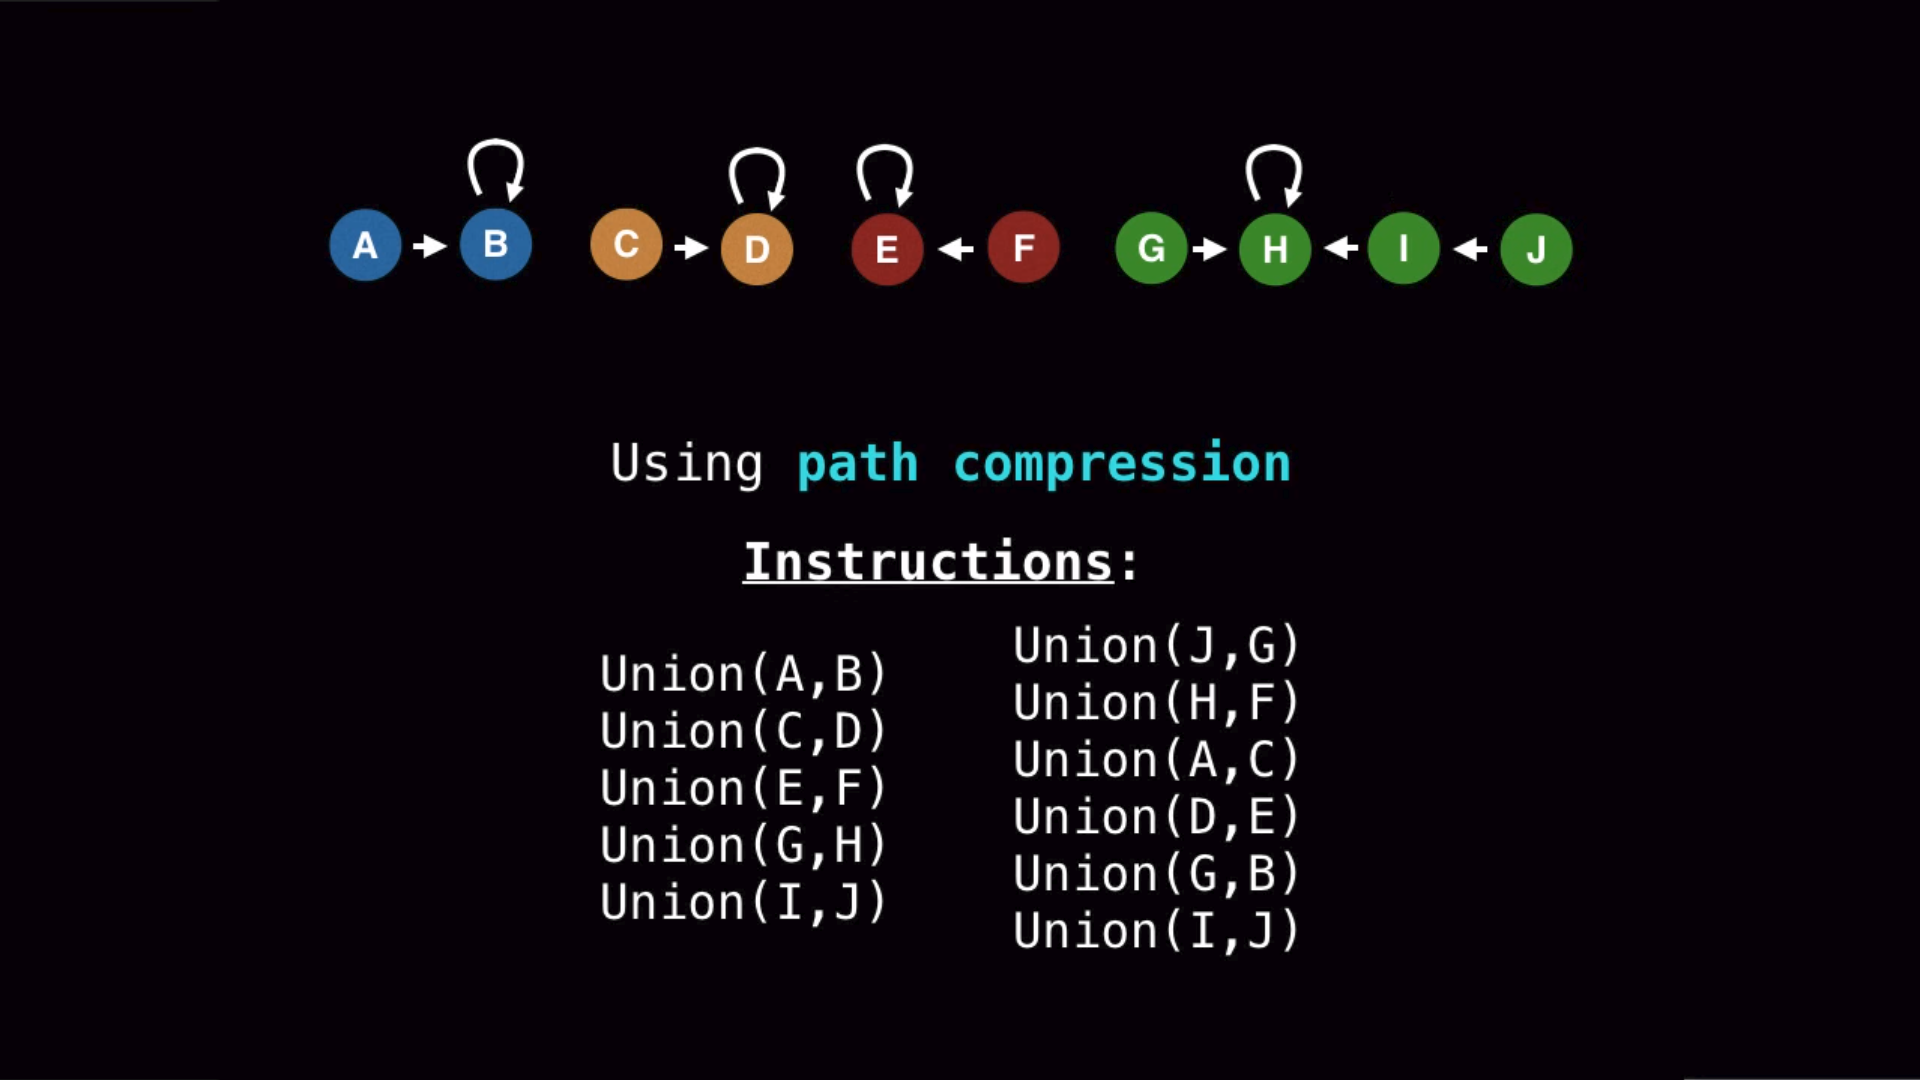 A B C D E F G H I J
Using path compression
Instructions:
Union(A,B)
Union(C,D)
Union(E,F)
Union(G,H)
Union(I,J)
Union(J,G)
Union(H,F)
Union(A,C)
Union(D,E)
Union(G,B)
Union(I,J)